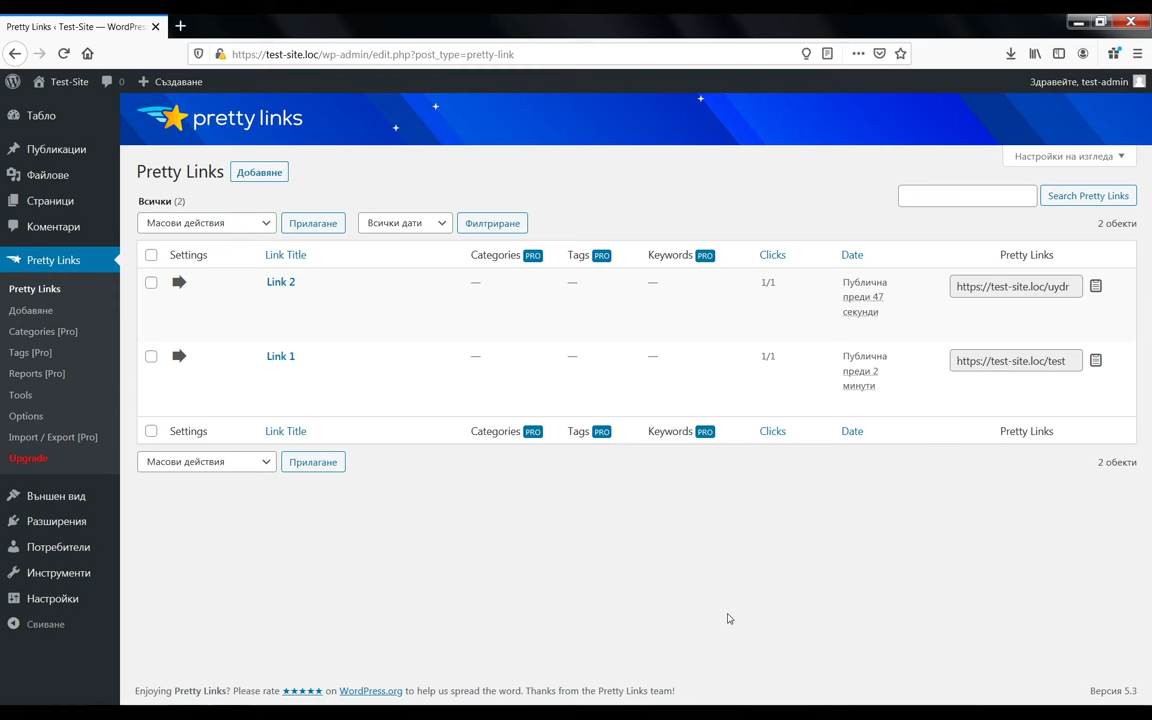 Pretty Links ‹ Test-Site — WordPres
https://test-site.loc/wp-admin/edit.php?post_type=pretty-link
Test-Site
0
Създаване
Здравейте, test-admin
Табло
Публикации
Файлове
Страници
Коментари
Pretty Links
Pretty Links
Добавяне
Categories [Pro]
Tags [Pro]
Reports [Pro]
Tools
Options
Import / Export [Pro]
Upgrade
Външен вид
Разширения
Потребители
Инструменти
Настройки
Свиване
pretty links
Настройки на изгледа
Pretty Links
Добавяне
Всички (2)
Search Pretty Links
Масови действия
Прилагане
Всички дати
Филтриране
2 обекти
Settings
Link Title
Categories PRO
Tags PRO
Keywords PRO
Clicks
Date
Pretty Links
Link 2
—
—
—
1/1
Публична
преди 47
секунди
https://test-site.loc/uydr
Link 1
—
—
—
1/1
Публична
преди 2
минути
https://test-site.loc/test
Settings
Link Title
Categories PRO
Tags PRO
Keywords PRO
Clicks
Date
Pretty Links
Масови действия
Прилагане
2 обекти
Enjoying Pretty Links? Please rate ★★★★★ on WordPress.org to help us spread the word. Thanks from the Pretty Links team!
Версия 5.3